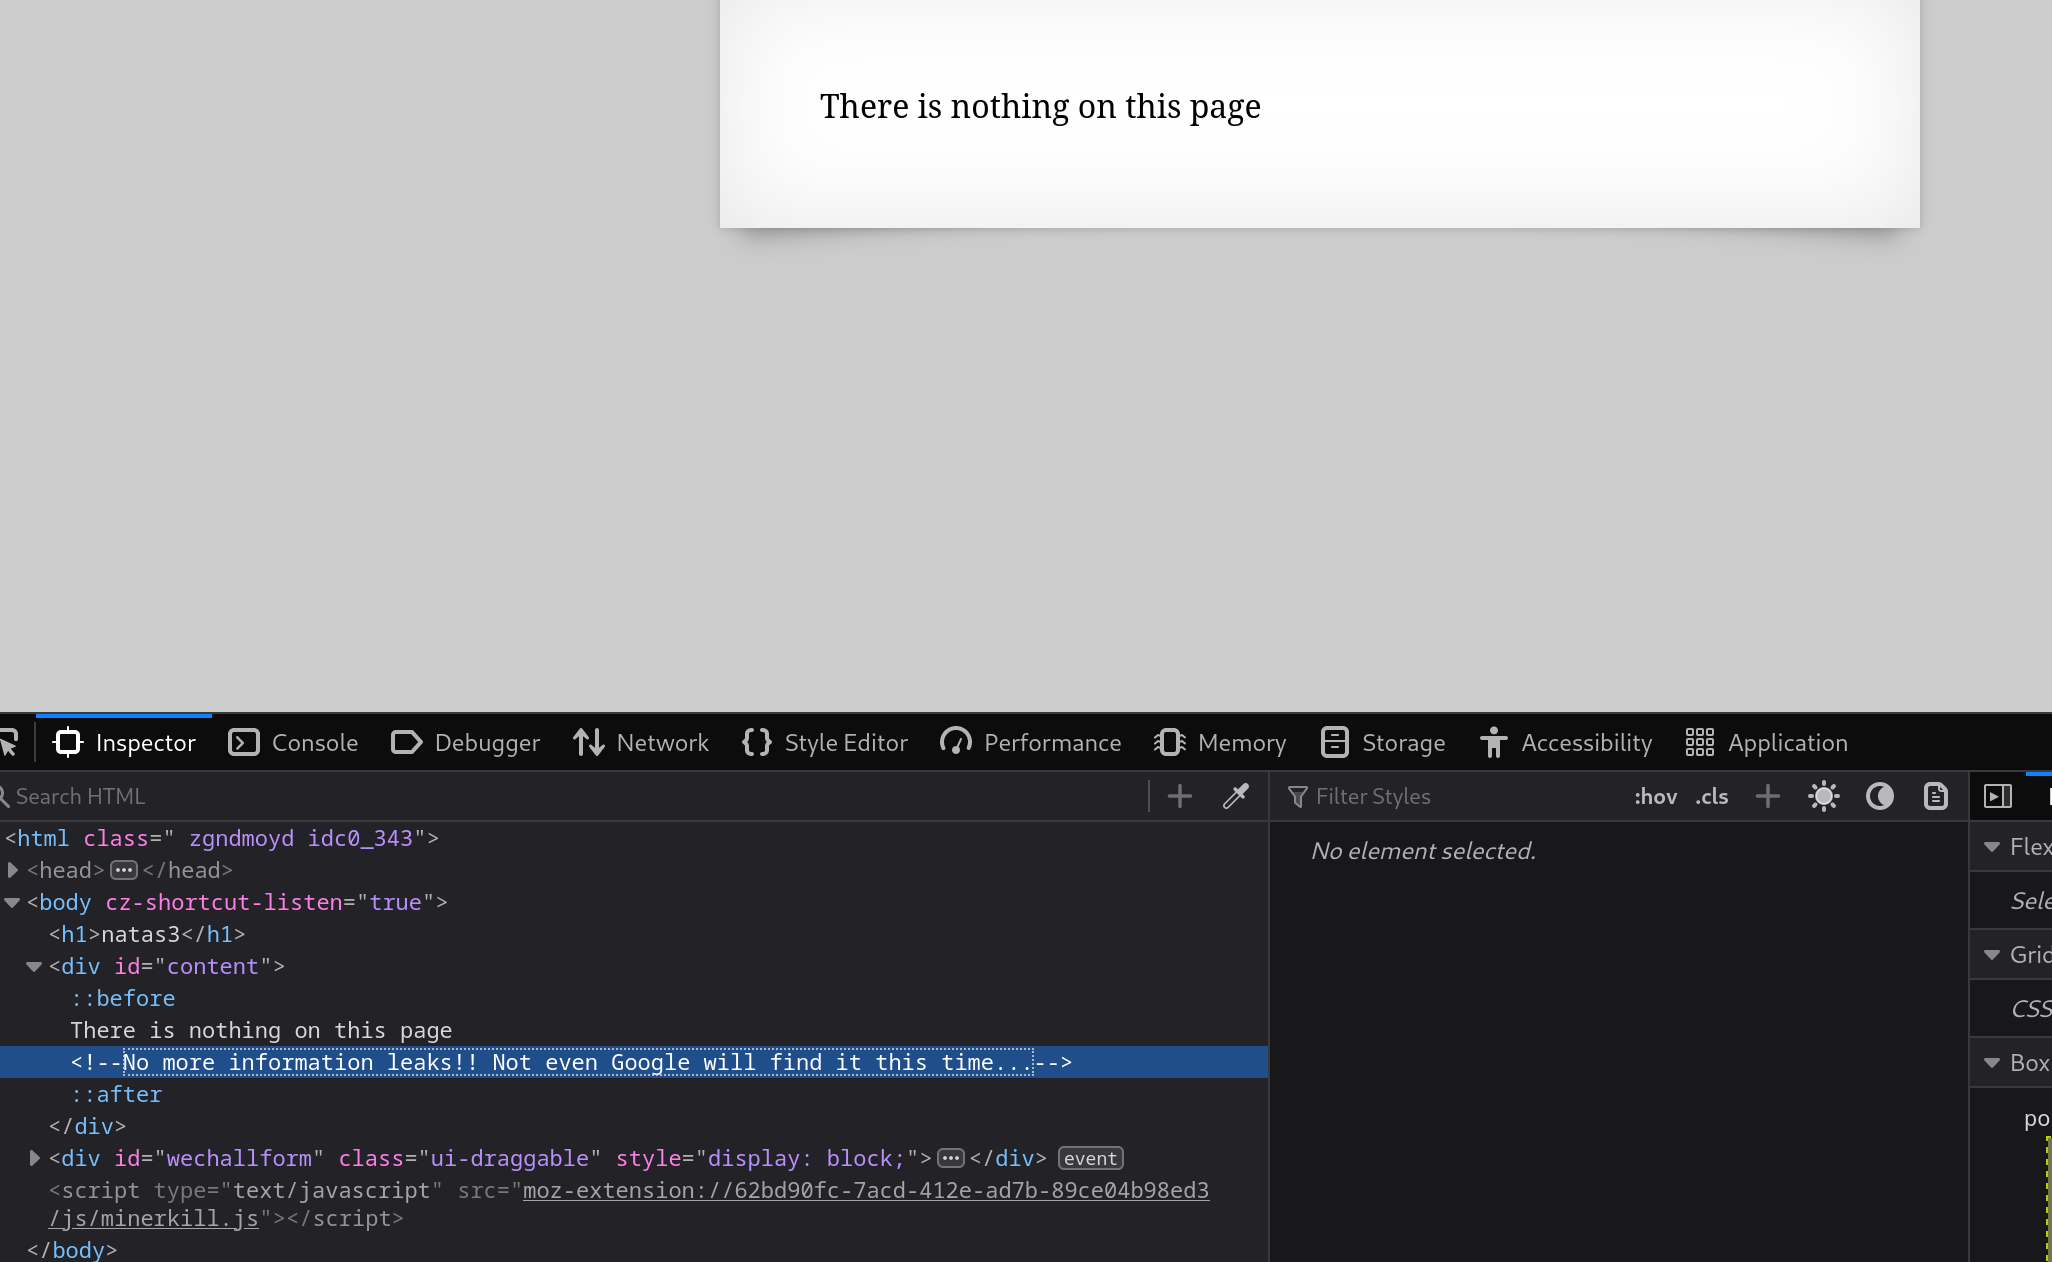 There is nothing on this page
Inspector Console Debugger Network {} Style Editor Performance Memory Storage Accessibility Application
Search HTML
Filter Styles :hov .cls
<html class=" zgndmoyd idc0_343">
<head>...</head>
<body cz-shortcut-listen="true">
<h1>natas3</h1>
<div id="content">
::before
There is nothing on this page
<!--No more information leaks!! Not even Google will find it this time...-->
::after
</div>
<div id="wechallform" class="ui-draggable" style="display: block;">...</div> event
<script type="text/javascript" src="moz-extension://62bd90fc-7acd-412e-ad7b-89ce04b98ed3
/js/minerkill.js"></script>
</body>
No element selected.
Flex
Sele
Grid
CSS
Box
po